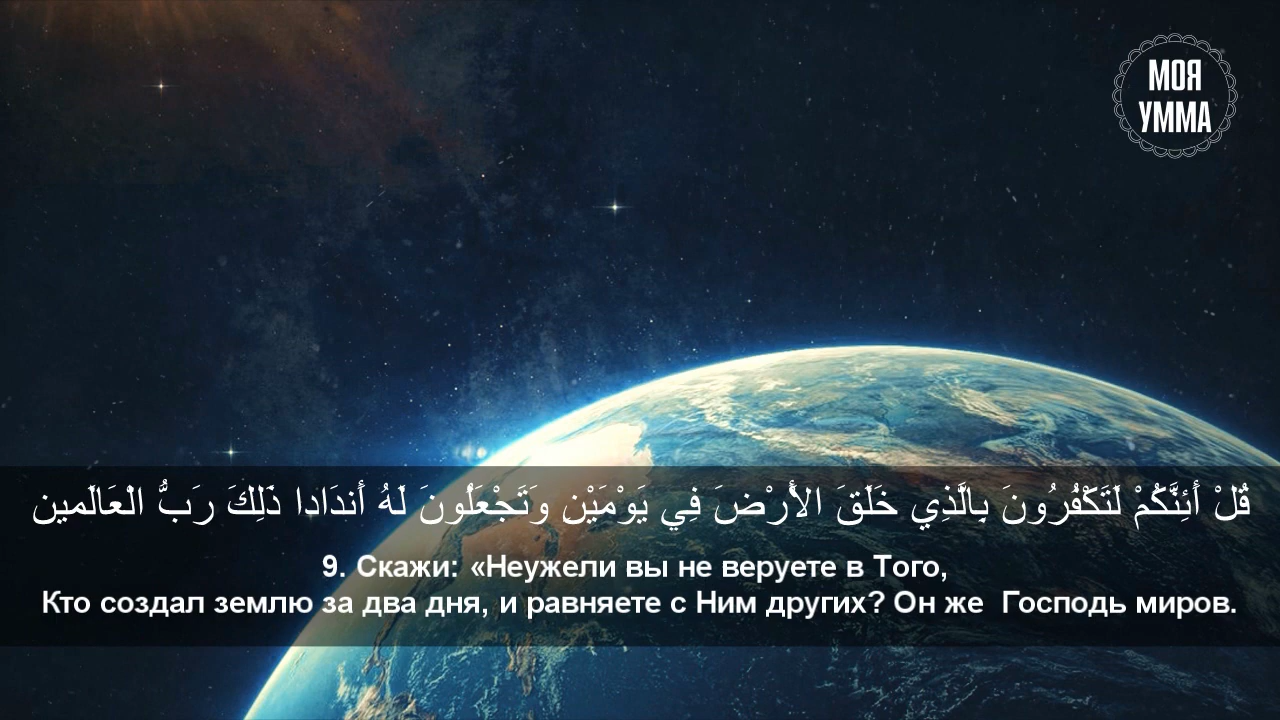 МОЯ
УММА
قُلْ أَئِنَّكُمْ لَتَكْفُرُونَ بِالَّذِي خَلَقَ الأَرْضَ فِي يَوْمَيْنِ وَتَجْعَلُونَ لَهُ أَندَادا ذَلِكَ رَبُّ الْعَالَمين
9. Скажи: «Неужели вы не веруете в Того,
Кто создал землю за два дня, и равняете с Ним других? Он же  Господь миров.